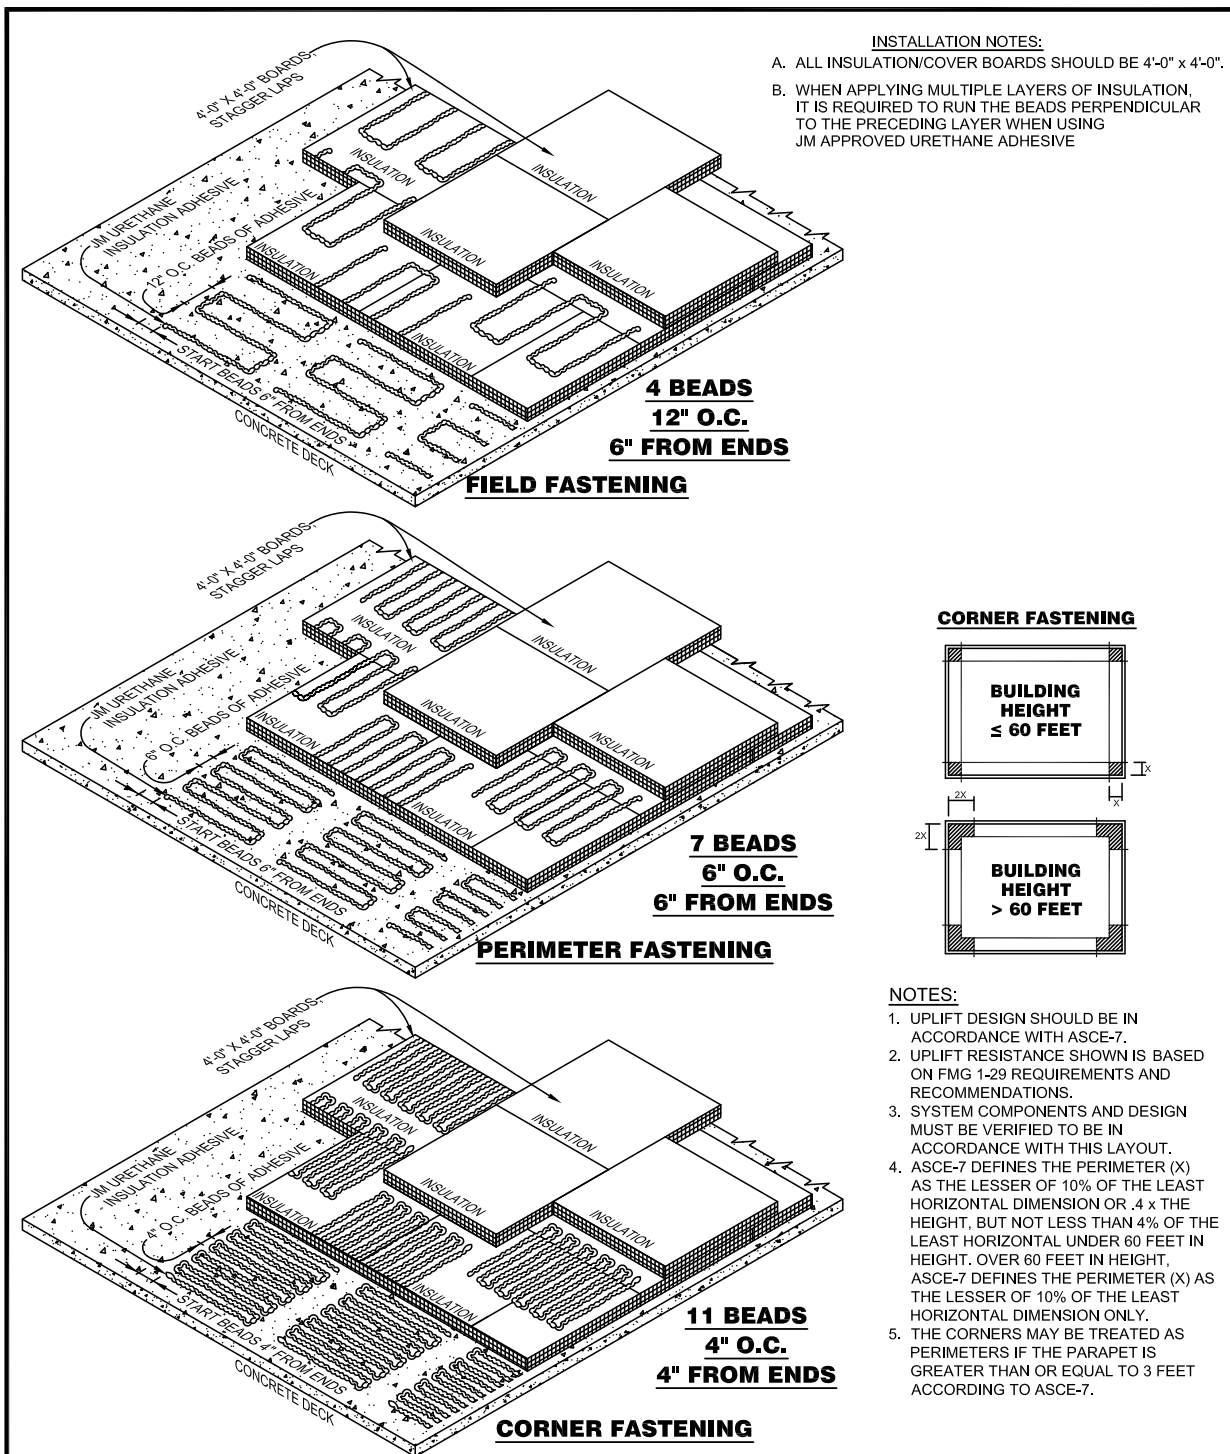 INSTALLATION NOTES:
A. ALL INSULATION/COVER BOARDS SHOULD BE 4'-0" x 4'-0".
B. WHEN APPLYING MULTIPLE LAYERS OF INSULATION,
IT IS REQUIRED TO RUN THE BEADS PERPENDICULAR
TO THE PRECEDING LAYER WHEN USING
JM APPROVED URETHANE ADHESIVE
4'-0" X 4'-0" BOARDS,
STAGGER LAPS
INSULATION
INSULATION
INSULATION
INSULATION
INSULATION
INSULATION
JM URETHANE
INSULATION ADHESIVE
12" O.C. BEADS OF ADHESIVE
START BEADS 6" FROM ENDS
CONCRETE DECK
4 BEADS
12" O.C.
6" FROM ENDS
FIELD FASTENING
4'-0" X 4'-0" BOARDS,
STAGGER LAPS
INSULATION
INSULATION
INSULATION
INSULATION
INSULATION
INSULATION
JM URETHANE
INSULATION ADHESIVE
6" O.C. BEADS OF ADHESIVE
START BEADS 6" FROM ENDS
CONCRETE DECK
7 BEADS
6" O.C.
6" FROM ENDS
PERIMETER FASTENING
CORNER FASTENING
BUILDING
HEIGHT
≤ 60 FEET
X
X
2X
2X
BUILDING
HEIGHT
> 60 FEET
4'-0" X 4'-0" BOARDS,
STAGGER LAPS
INSULATION
INSULATION
INSULATION
INSULATION
INSULATION
INSULATION
JM URETHANE
INSULATION ADHESIVE
4" O.C. BEADS OF ADHESIVE
START BEADS 4" FROM ENDS
CONCRETE DECK
11 BEADS
4" O.C.
4" FROM ENDS
CORNER FASTENING
NOTES:
1. UPLIFT DESIGN SHOULD BE IN
ACCORDANCE WITH ASCE-7.
2. UPLIFT RESISTANCE SHOWN IS BASED
ON FMG 1-29 REQUIREMENTS AND
RECOMMENDATIONS.
3. SYSTEM COMPONENTS AND DESIGN
MUST BE VERIFIED TO BE IN
ACCORDANCE WITH THIS LAYOUT.
4. ASCE-7 DEFINES THE PERIMETER (X)
AS THE LESSER OF 10% OF THE LEAST
HORIZONTAL DIMENSION OR .4 x THE
HEIGHT, BUT NOT LESS THAN 4% OF THE
LEAST HORIZONTAL UNDER 60 FEET IN
HEIGHT. OVER 60 FEET IN HEIGHT,
ASCE-7 DEFINES THE PERIMETER (X) AS
THE LESSER OF 10% OF THE LEAST
HORIZONTAL DIMENSION ONLY.
5. THE CORNERS MAY BE TREATED AS
PERIMETERS IF THE PARAPET IS
GREATER THAN OR EQUAL TO 3 FEET
ACCORDING TO ASCE-7.